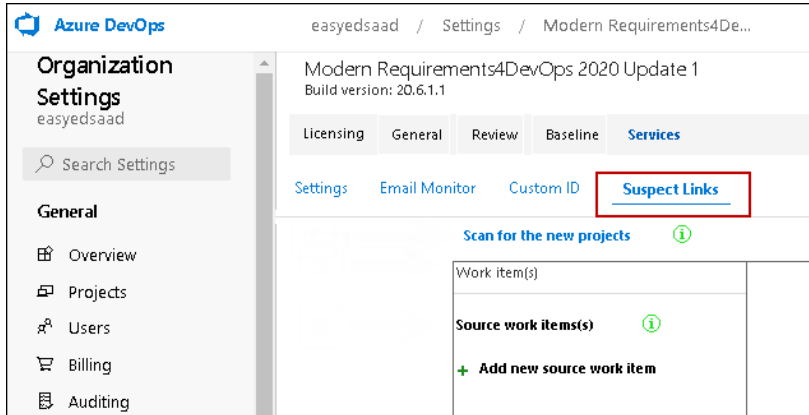 Azure DevOps
easyedsaad / Settings / Modern Requirements4De...
Organization
Settings
easyedsaad
Search Settings
General
Overview
Projects
Users
Billing
Auditing
Modern Requirements4DevOps 2020 Update 1
Build version: 20.6.1.1
Licensing General Review Baseline Services
Settings Email Monitor Custom ID Suspect Links
Scan for the new projects
Work item(s)
Source work items(s)
+ Add new source work item